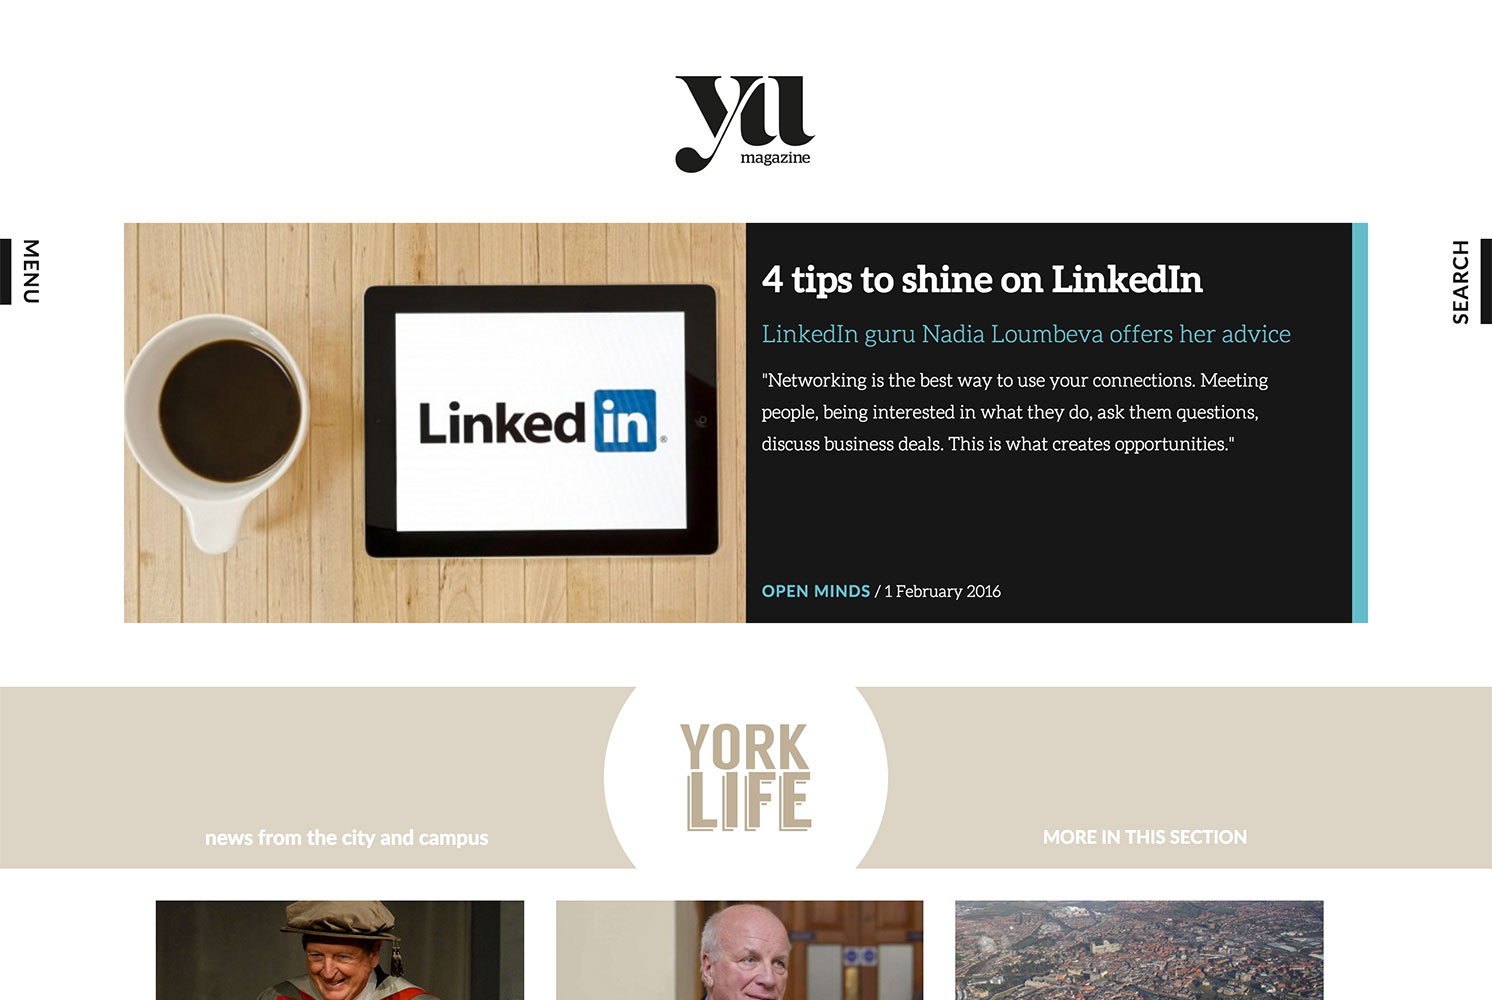 ya
magazine
MENU
SEARCH
Linked in ®
4 tips to shine on LinkedIn
LinkedIn guru Nadia Loumbeva offers her advice
"Networking is the best way to use your connections. Meeting
people, being interested in what they do, ask them questions,
discuss business deals. This is what creates opportunities."
OPEN MINDS / 1 February 2016
YORK
LIFE
news from the city and campus
MORE IN THIS SECTION